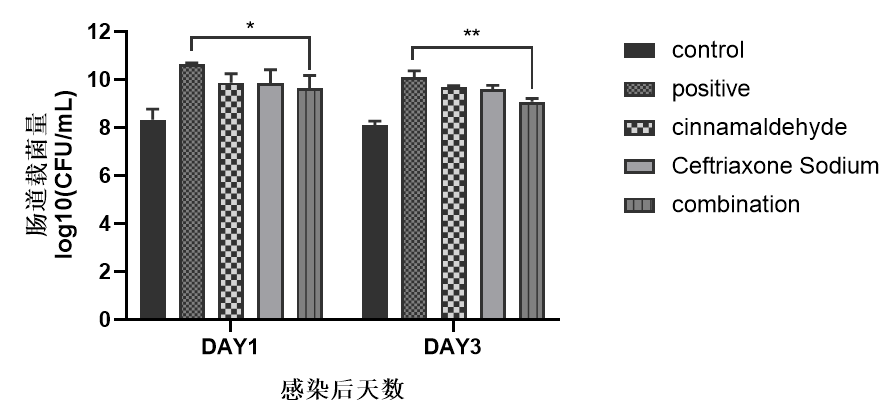 肠道载菌量
log10(CFU/mL)
12
10
8
6
4
2
0
*
**
DAY1
DAY3
感染后天数
control
positive
cinnamaldehyde
Ceftriaxone Sodium
combination